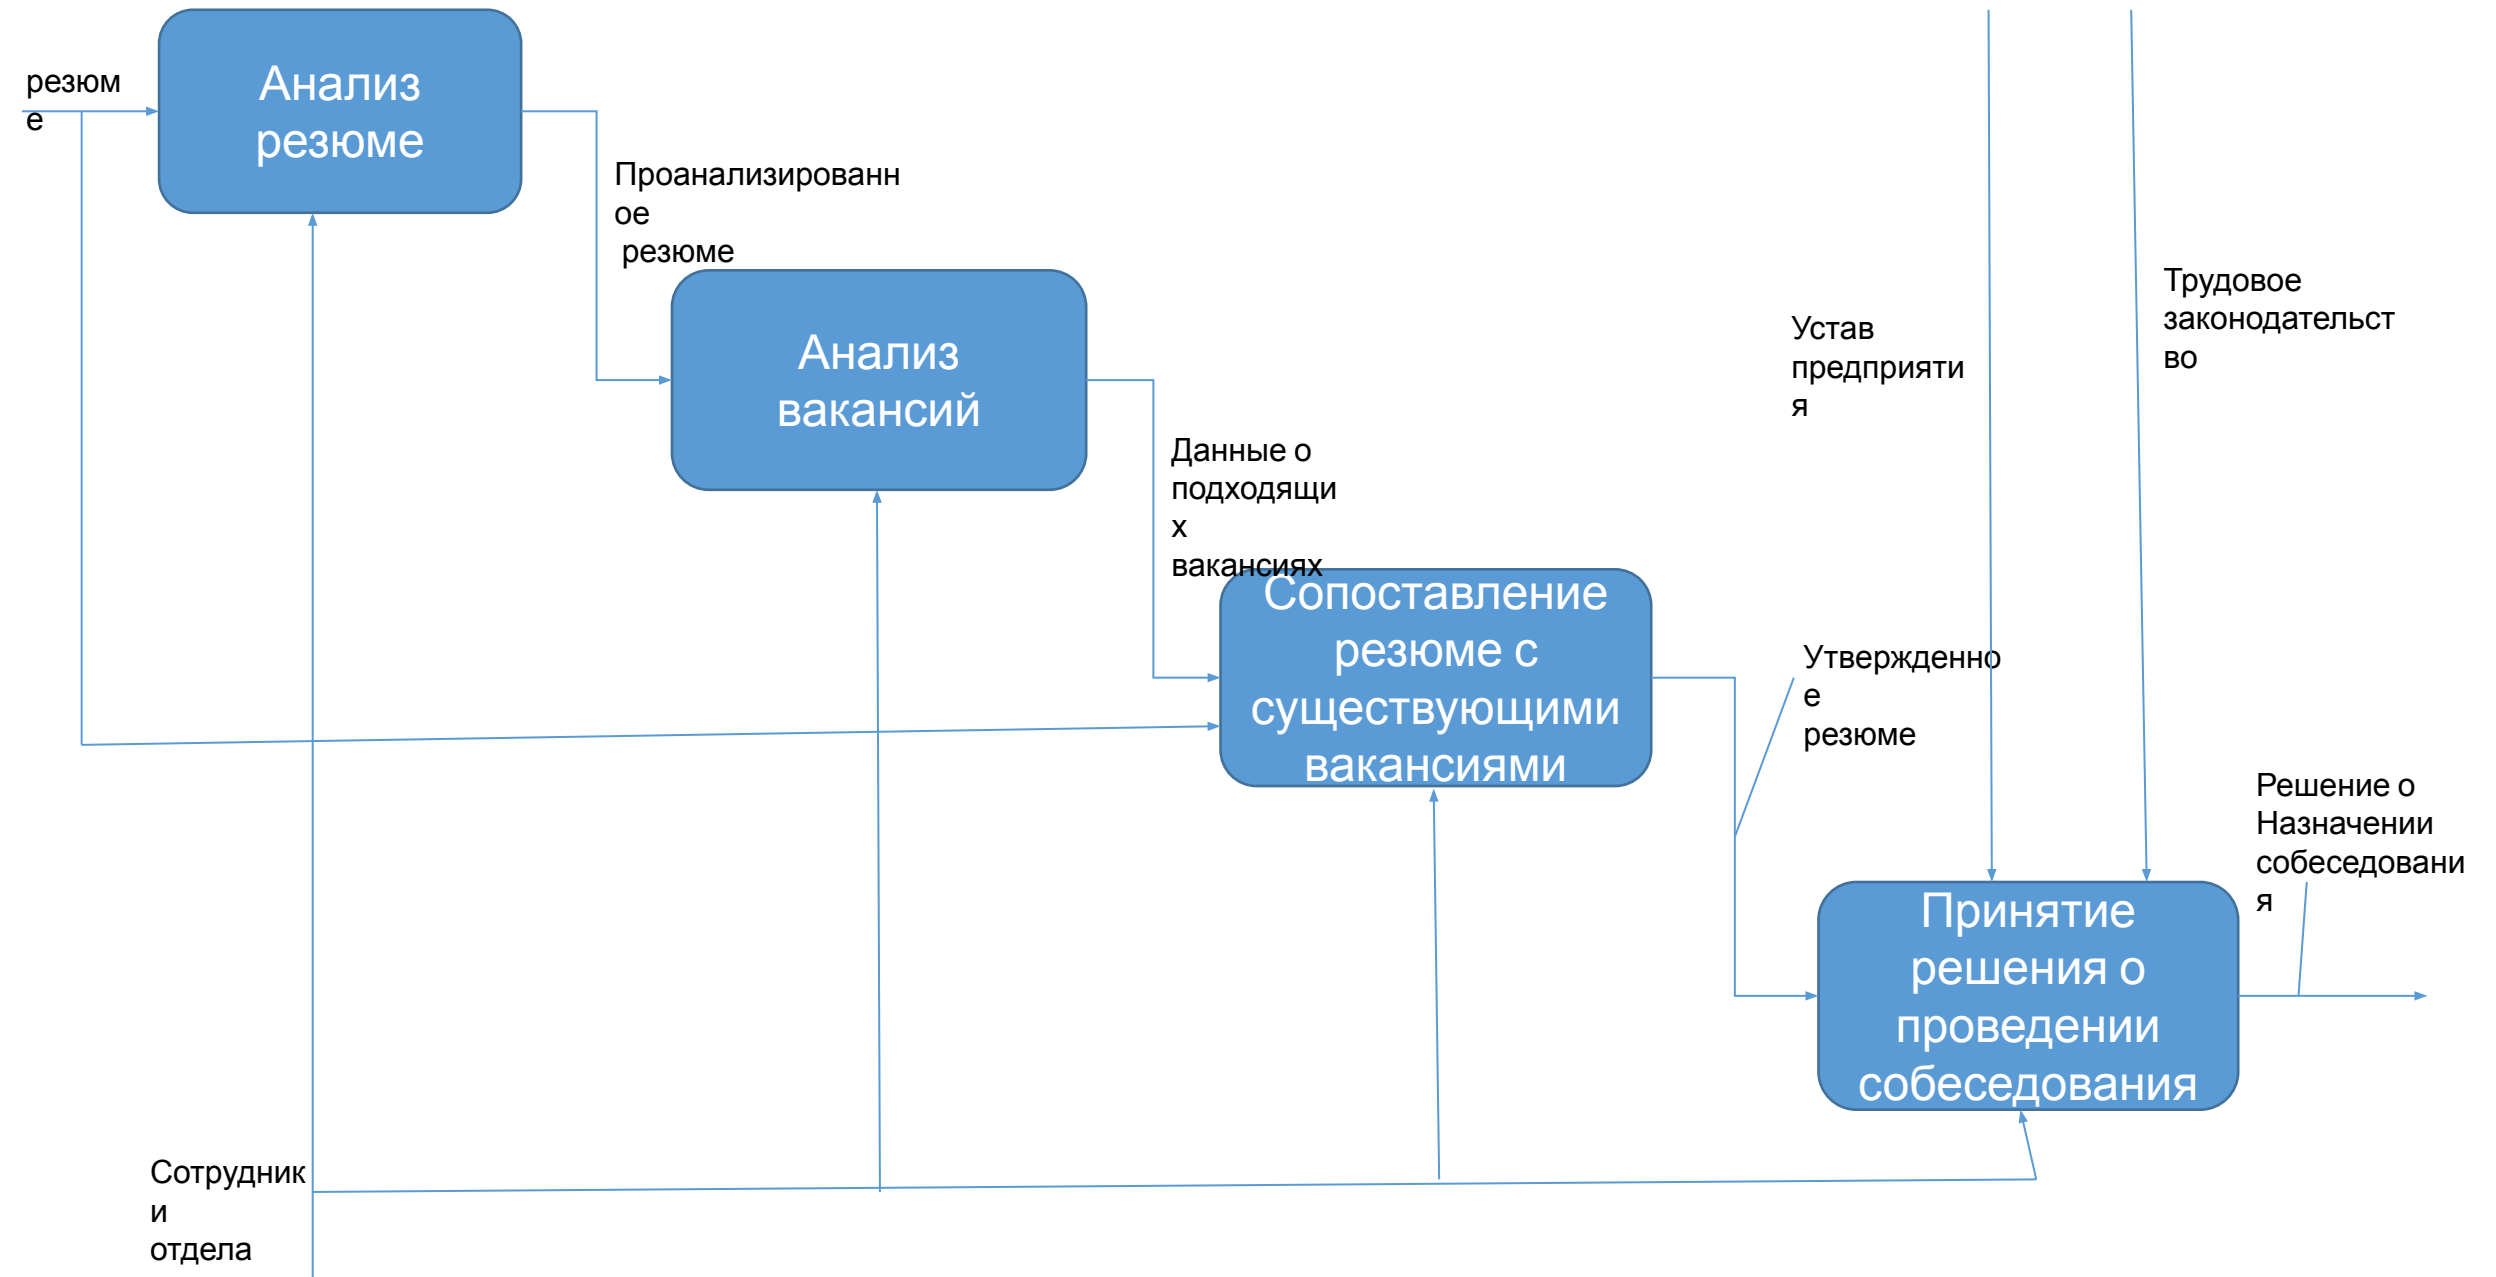 резюм
е
Анализ
резюме
Проанализированн
ое
резюме
Анализ
вакансий
Данные о
подходящи
х
вакансиях
Сопоставление
резюме с
существующими
вакансиями
Устав
предприяти
я
Трудовое
законодательст
во
Утвержденно
е
резюме
Принятие
решения о
проведении
собеседования
Решение о
Назначении
собеседовани
я
Сотрудник
и
отдела